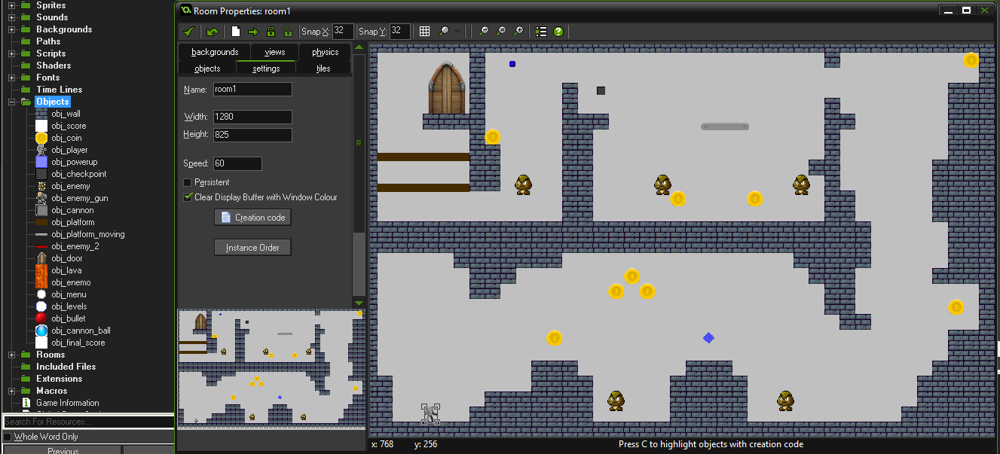 Sprites
Sounds
Backgrounds
Paths
Scripts
Shaders
Fonts
Time Lines
Objects
obj_wall
obj_score
obj_coin
obj_player
obj_powerup
obj_checkpoint
obj_enemy
obj_enemy_gun
obj_cannon
obj_platform
obj_platform_moving
obj_enemy_2
obj_door
obj_lava
obj_enemo
obj_menu
obj_levels
obj_bullet
obj_cannon_ball
obj_final_score
Rooms
Included Files
Extensions
Macros
Game Information
Search For Resources...
Whole Word Only
Previous
Room Properties: room1
Snap X: 32 Snap Y: 32
backgrounds views physics
objects settings tiles
Name: room1
Width: 1280
Height: 825
Speed: 60
Persistent
Clear Display Buffer with Window Colour
Creation code
Instance Order
x: 768 y: 256 Press C to highlight objects with creation code